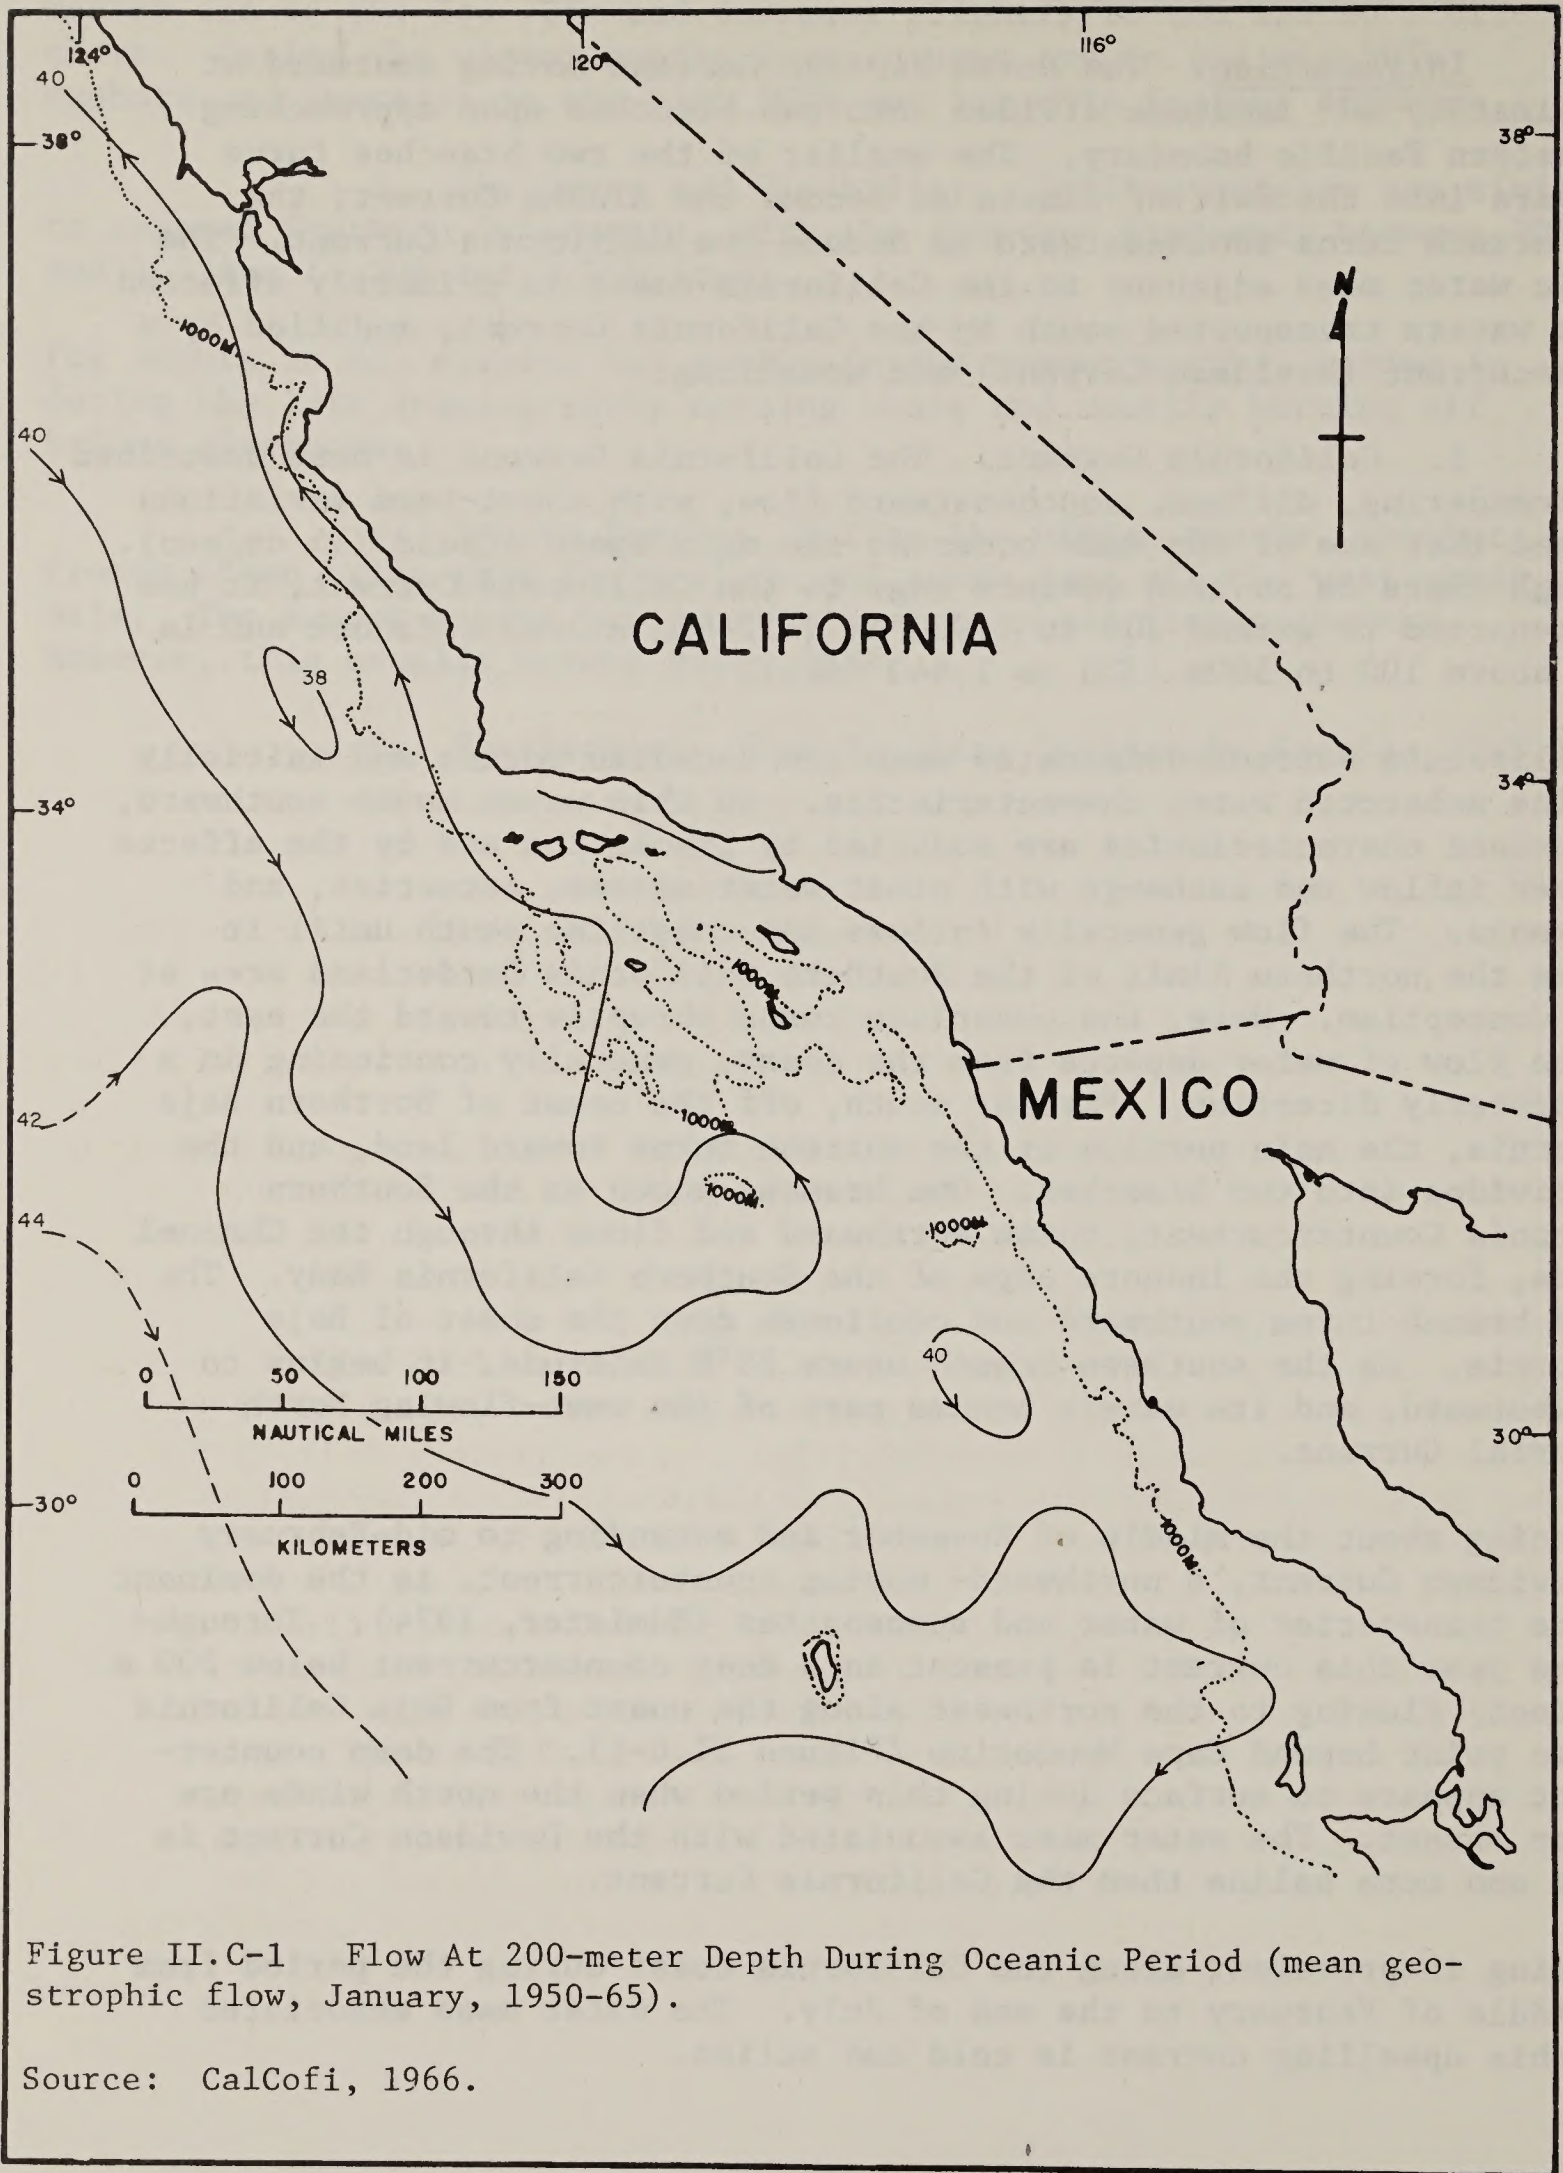 124°
120°
116°
40
38°
38°
N
1000M.
40
CALIFORNIA
38
34°
34°
1000M.
MEXICO
42
1000M.
1000M.
1000M
44
40
0 50 100 150
NAUTICAL MILES
30°
0 100 200 300
30°
KILOMETERS
1000M.
Figure II.C-1 Flow At 200-meter Depth During Oceanic Period (mean geo-
strophic flow, January, 1950-65).
Source: CalCofi, 1966.